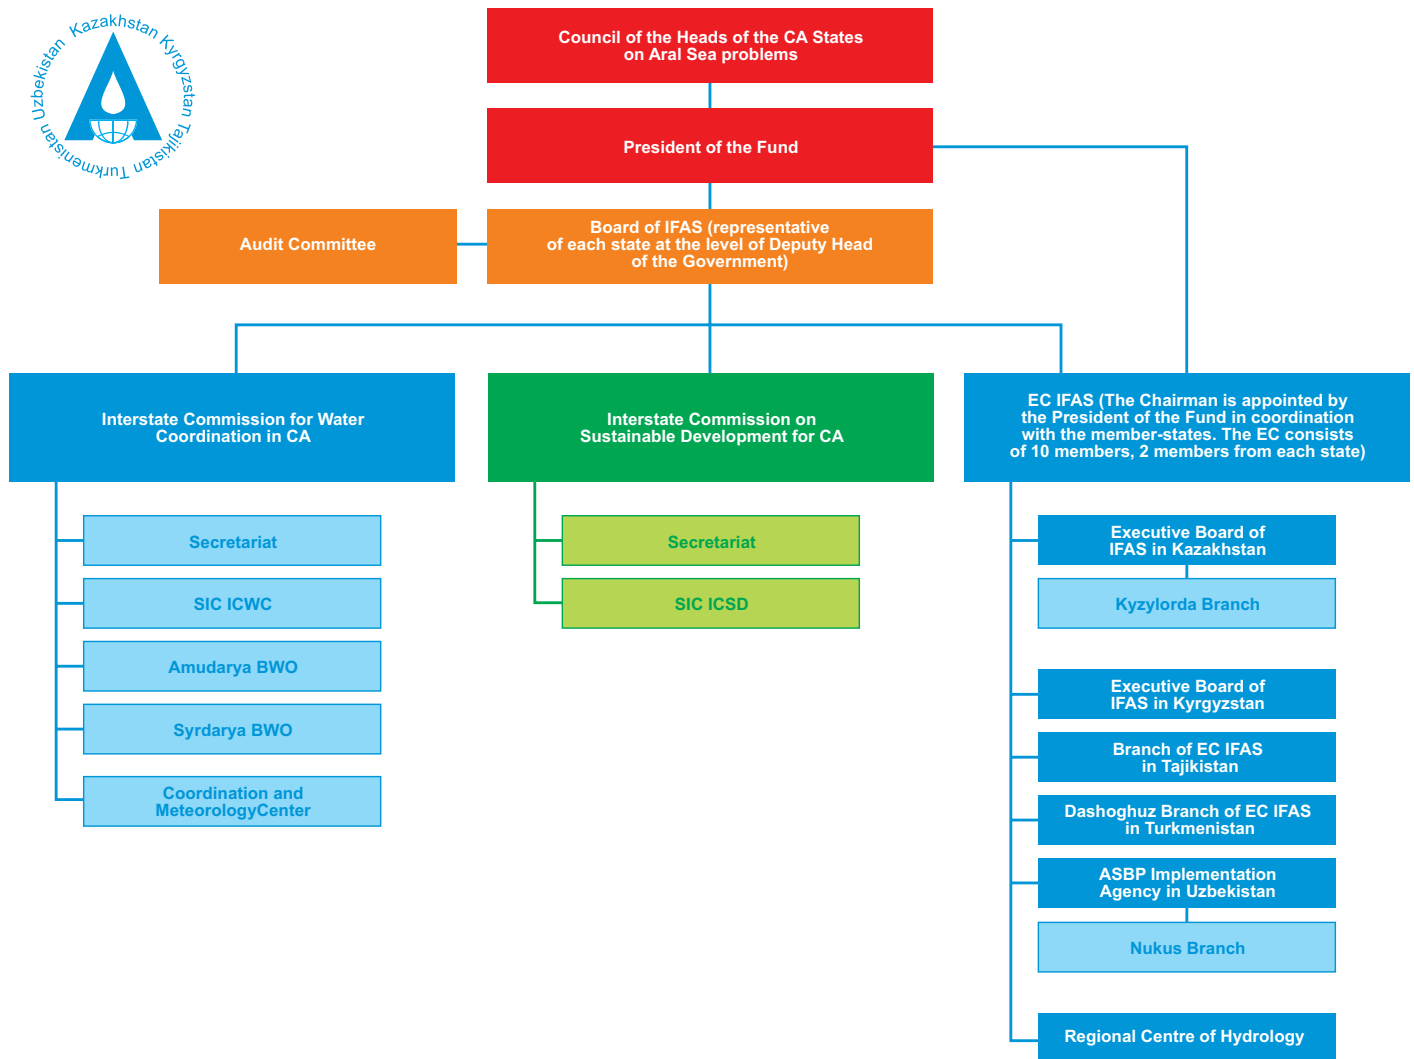 Uzbekistan Kazakhstan Kyrgyzstan Tajikistan Turkmenistan
Council of the Heads of the CA States
on Aral Sea problems
President of the Fund
Audit Committee
Board of IFAS (representative
of each state at the level of Deputy Head
of the Government)
Interstate Commission for Water
Coordination in CA
Secretariat
SIC ICWC
Amudarya BWO
Syrdarya BWO
Coordination and
MeteorologyCenter
Interstate Commission on
Sustainable Development for CA
Secretariat
SIC ICSD
EC IFAS (The Chairman is appointed by
the President of the Fund in coordination
with the member-states. The EC consists
of 10 members, 2 members from each state)
Executive Board of
IFAS in Kazakhstan
Kyzylorda Branch
Executive Board of
IFAS in Kyrgyzstan
Branch of EC IFAS
in Tajikistan
Dashoghuz Branch of EC IFAS
in Turkmenistan
ASBP Implementation
Agency in Uzbekistan
Nukus Branch
Regional Centre of Hydrology